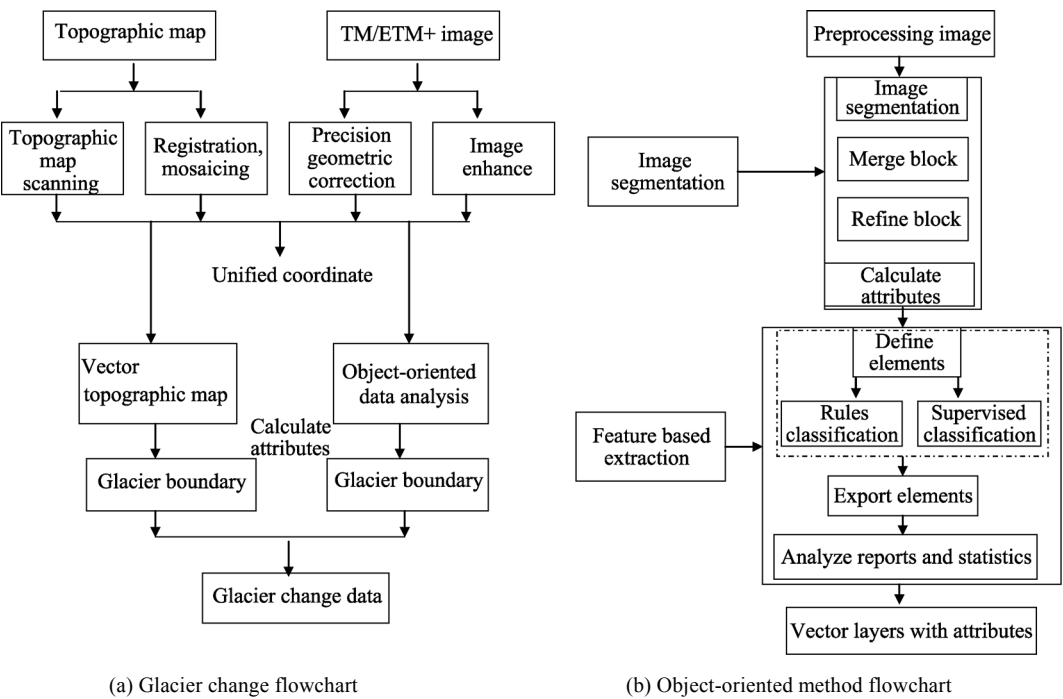 Topographic map
TM/ETM+ image
Topographic
map
scanning
Registration,
mosaicing
Precision
geometric
correction
Image
enhance
Unified coordinate
Vector
topographic map
Object-oriented
data analysis
Calculate
attributes
Glacier boundary
Glacier boundary
Glacier change data
(a) Glacier change flowchart
Preprocessing image
Image
segmentation
Image
segmentation
Merge block
Refine block
Calculate
attributes
Feature based
extraction
Define
elements
Rules
classification
Supervised
classification
Export elements
Analyze reports and statistics
Vector layers with attributes
(b) Object-oriented method flowchart